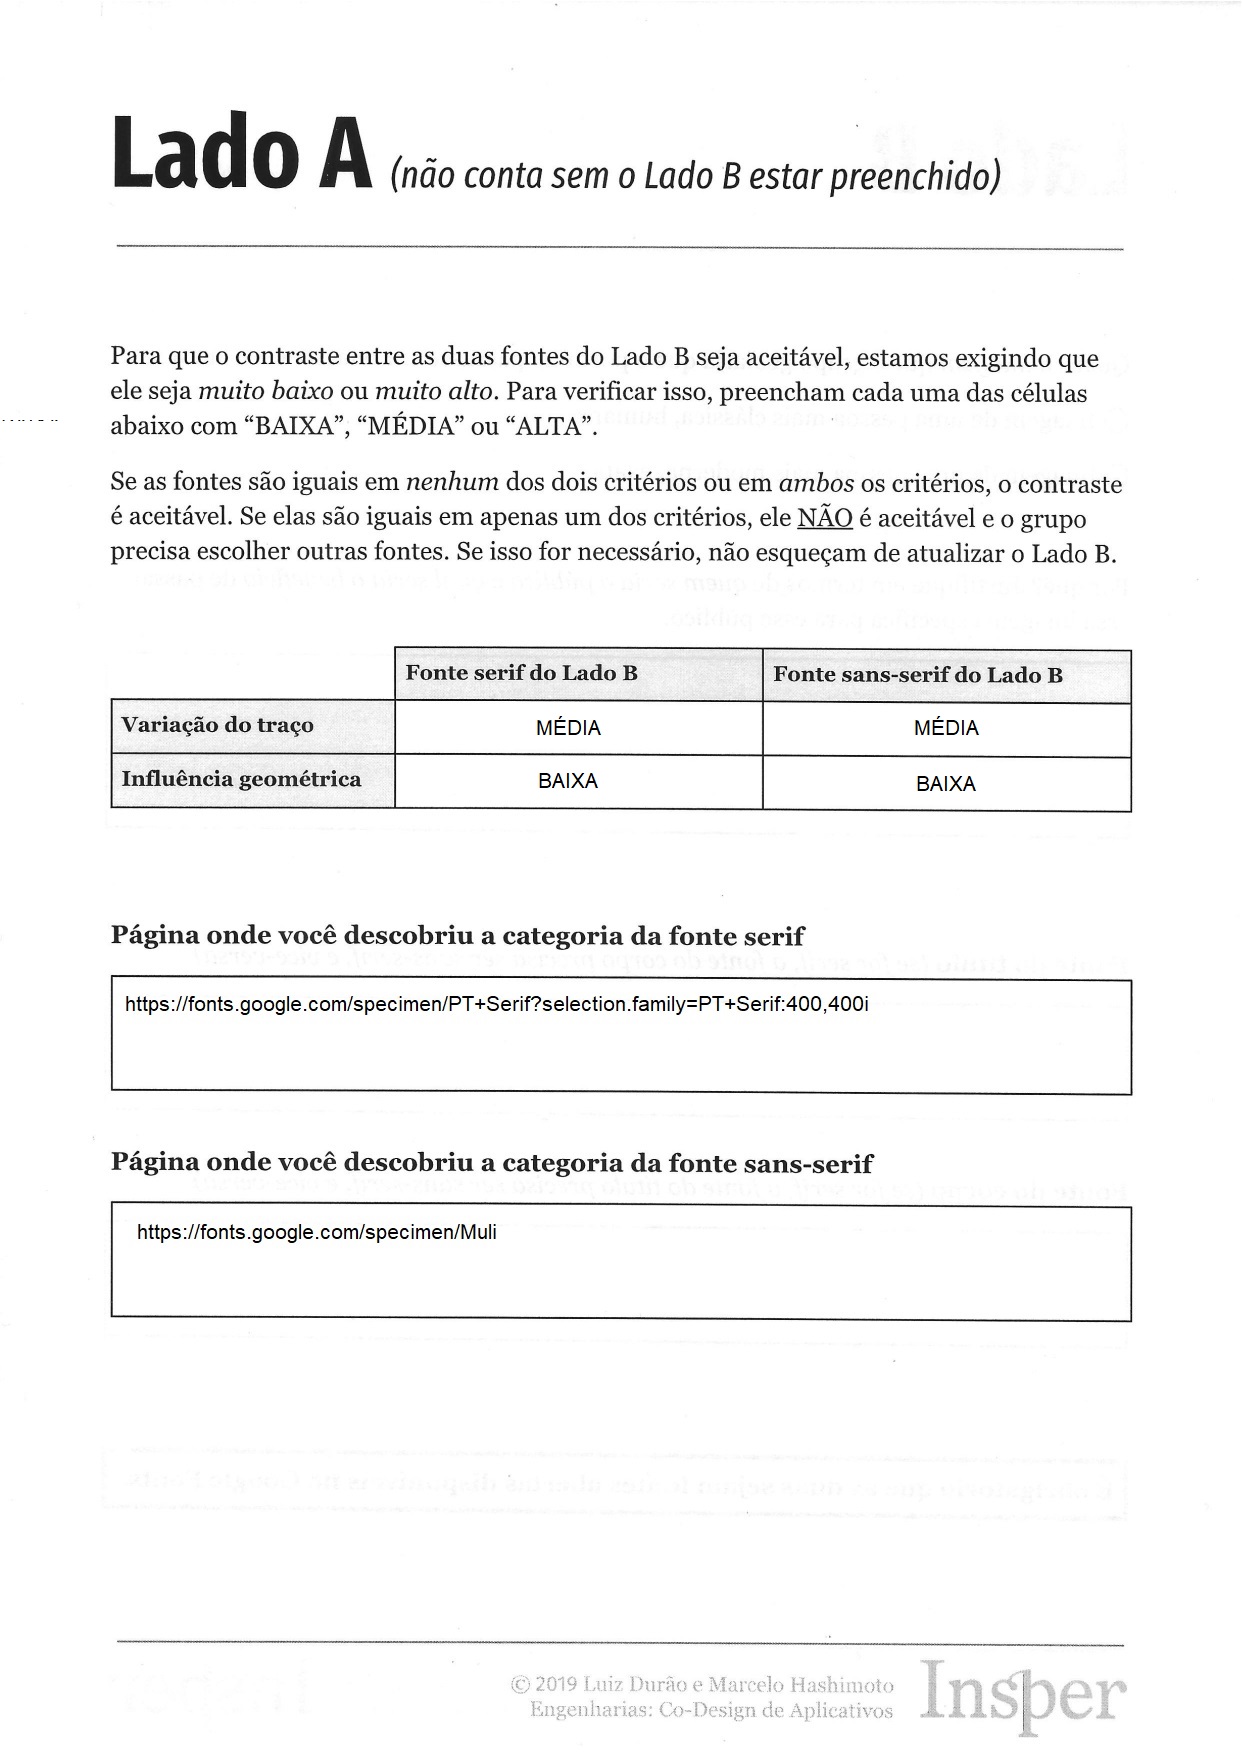 Lado A (não conta sem o Lado B estar preenchido)
Para que o contraste entre as duas fontes do Lado B seja aceitável, estamos exigindo que
ele seja muito baixo ou muito alto. Para verificar isso, preencham cada uma das células
abaixo com “BAIXA”, “MÉDIA” ou “ALTA”.
Se as fontes são iguais em nenhum dos dois critérios ou em ambos os critérios, o contraste
é aceitável. Se elas são iguais em apenas um dos critérios, ele NÃO é aceitável e o grupo
precisa escolher outras fontes. Se isso for necessário, não esqueçam de atualizar o Lado B.
Fonte serif do Lado B Fonte sans-serif do Lado B
Variação do traço MÉDIA MÉDIA
Influência geométrica BAIXA BAIXA
Página onde você descobriu a categoria da fonte serif
https://fonts.google.com/specimen/PT+Serif?selection.family=PT+Serif:400,400i
Página onde você descobriu a categoria da fonte sans-serif
https://fonts.google.com/specimen/Muli
© 2019 Luiz Durão e Marcelo Hashimoto
Engenharias: Co-Design de Aplicativos
Insper